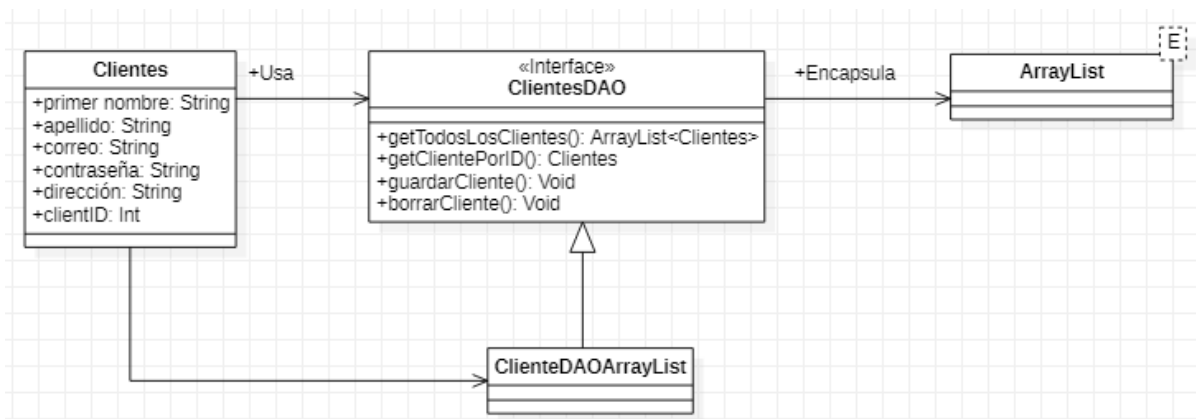 Clientes
+primer nombre: String
+apellido: String
+correo: String
+contraseña: String
+dirección: String
+clientID: Int
+Usa
«Interface»
ClientesDAO
+getTodosLosClientes(): ArrayList<Clientes>
+getClientePorID(): Clientes
+guardarCliente(): Void
+borrarCliente(): Void
+Encapsula
E
ArrayList
ClienteDAOArrayList